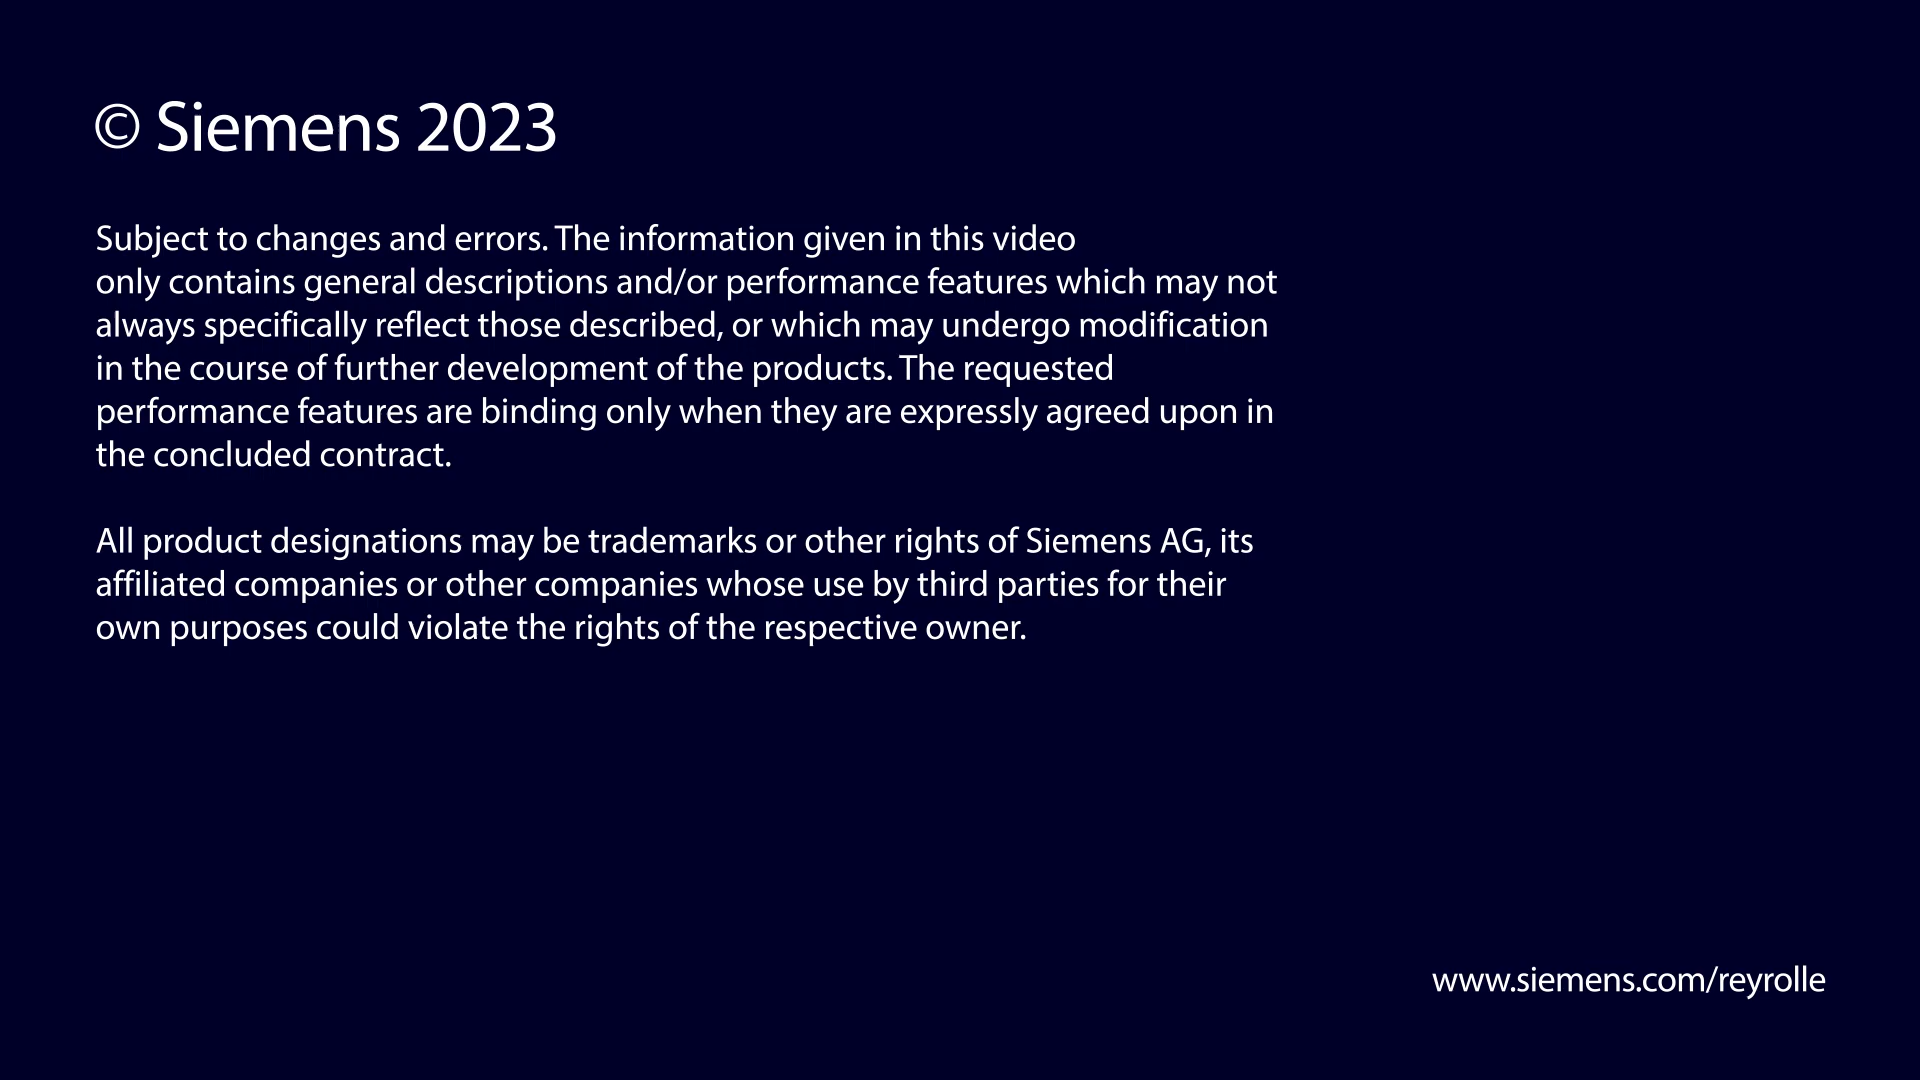 © Siemens 2023
Subject to changes and errors. The information given in this video
only contains general descriptions and/or performance features which may not
always specifically reflect those described, or which may undergo modification
in the course of further development of the products. The requested
performance features are binding only when they are expressly agreed upon in
the concluded contract.
All product designations may be trademarks or other rights of Siemens AG, its
affiliated companies or other companies whose use by third parties for their
own purposes could violate the rights of the respective owner.
www.siemens.com/reyrolle